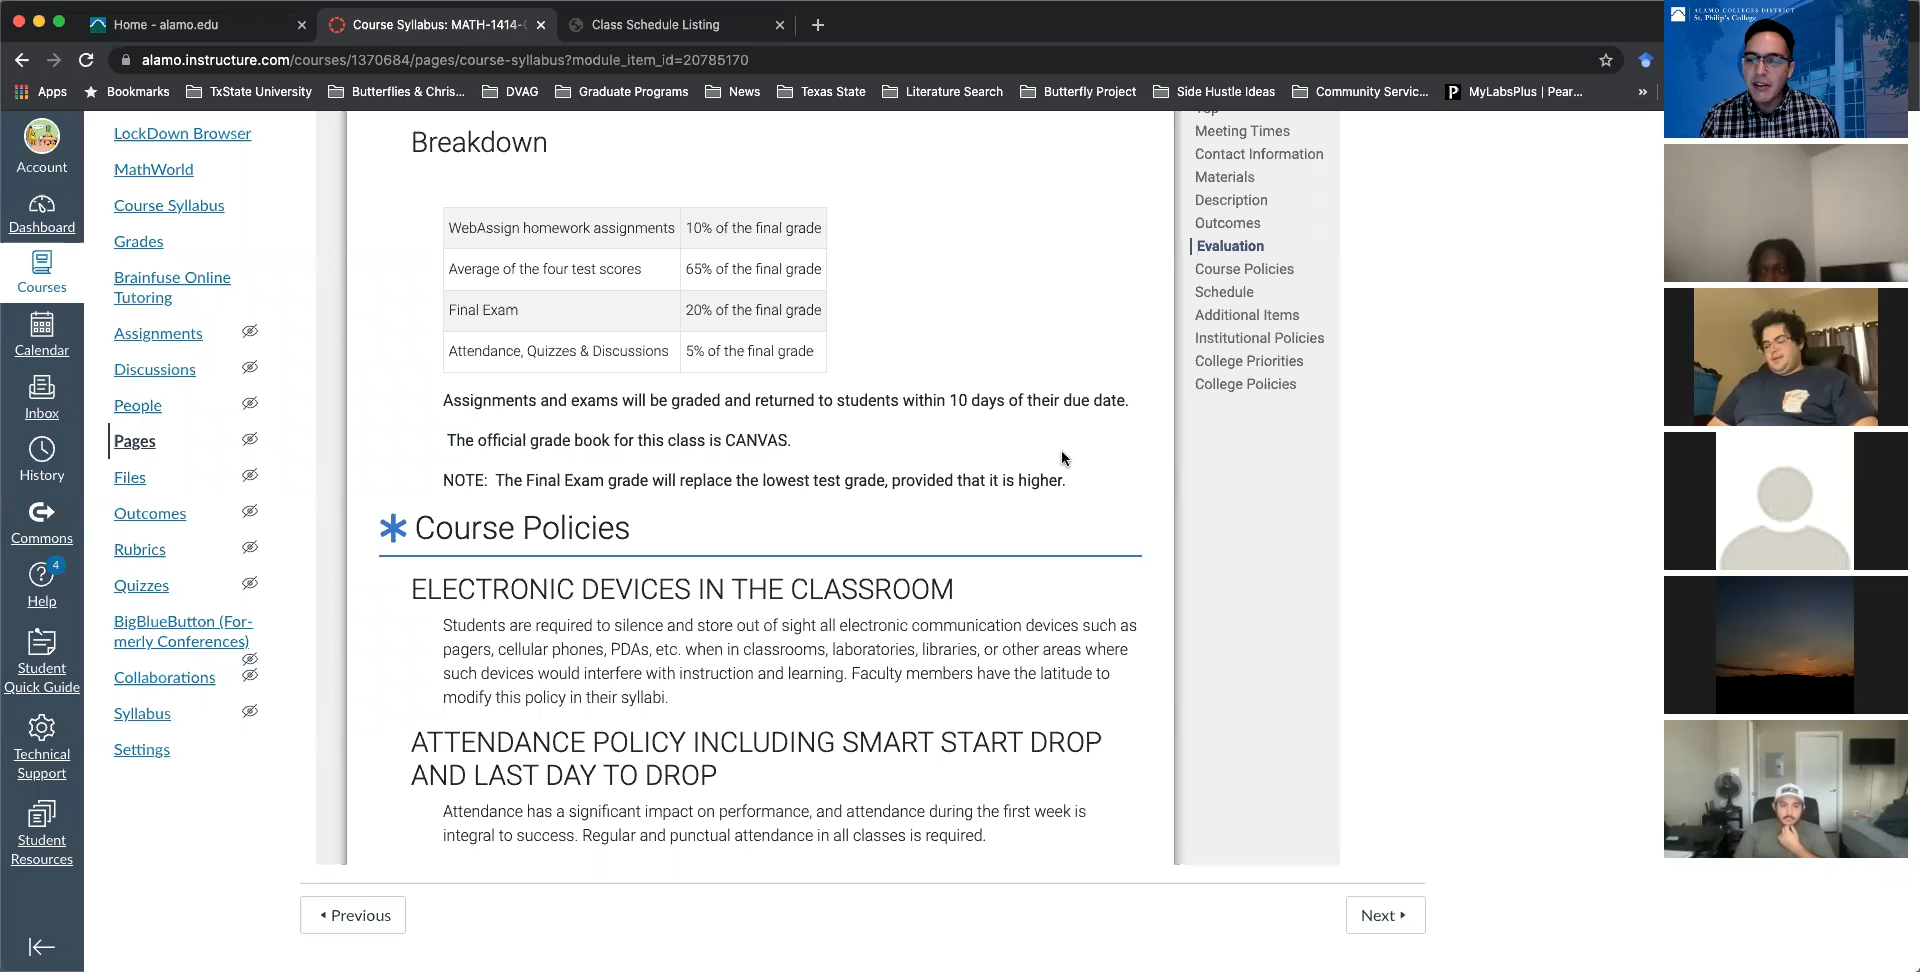 Home - alamo.edu
Course Syllabus: MATH-1414-
Class Schedule Listing
alamo.instructure.com/courses/1370684/pages/course-syllabus?module_item_id=20785170
Apps
Bookmarks
TxState University
Butterflies & Chris...
DVAG
Graduate Programs
News
Texas State
Literature Search
Butterfly Project
Side Hustle Ideas
Community Servic...
MyLabsPlus | Pear...
»
ALAMO COLLEGES DISTRICT
St. Philip's College
Account
Dashboard
Courses
Calendar
Inbox
History
Commons
4
Help
Student
Quick Guide
Technical
Support
Student
Resources
LockDown Browser
MathWorld
Course Syllabus
Grades
Brainfuse Online
Tutoring
Assignments
Discussions
People
Pages
Files
Outcomes
Rubrics
Quizzes
BigBlueButton (For-
merly Conferences)
Collaborations
Syllabus
Settings
Breakdown
WebAssign homework assignments 10% of the final grade
Average of the four test scores 65% of the final grade
Final Exam 20% of the final grade
Attendance, Quizzes & Discussions 5% of the final grade
Assignments and exams will be graded and returned to students within 10 days of their due date.
The official grade book for this class is CANVAS.
NOTE: The Final Exam grade will replace the lowest test grade, provided that it is higher.
Course Policies
ELECTRONIC DEVICES IN THE CLASSROOM
Students are required to silence and store out of sight all electronic communication devices such as
pagers, cellular phones, PDAs, etc. when in classrooms, laboratories, libraries, or other areas where
such devices would interfere with instruction and learning. Faculty members have the latitude to
modify this policy in their syllabi.
ATTENDANCE POLICY INCLUDING SMART START DROP
AND LAST DAY TO DROP
Attendance has a significant impact on performance, and attendance during the first week is
integral to success. Regular and punctual attendance in all classes is required.
Top
Meeting Times
Contact Information
Materials
Description
Outcomes
Evaluation
Course Policies
Schedule
Additional Items
Institutional Policies
College Priorities
College Policies
Previous
Next